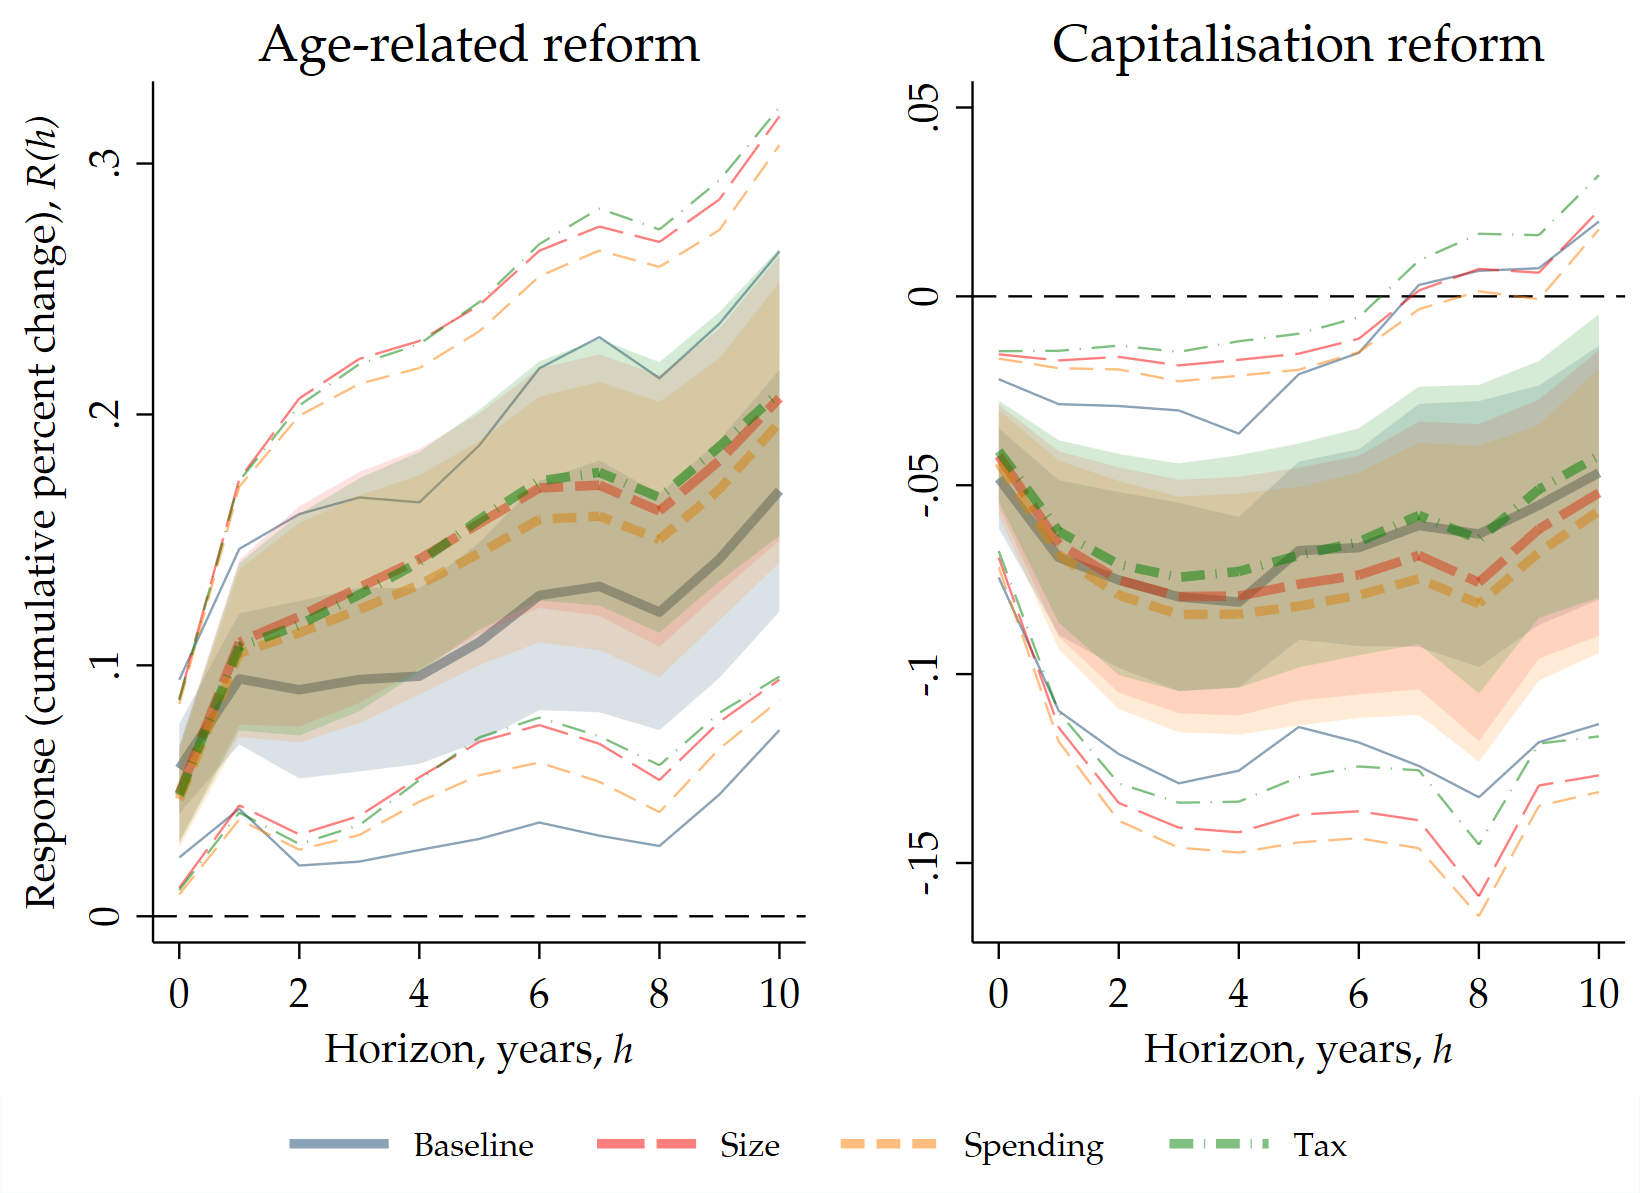 Age-related reform
Capitalisation reform
Response (cumulative percent change), R(h)
.3
.2
.1
0
.05
0
-.05
-.1
-.15
0 2 4 6 8 10
0 2 4 6 8 10
Horizon, years, h
Horizon, years, h
Baseline Size Spending Tax